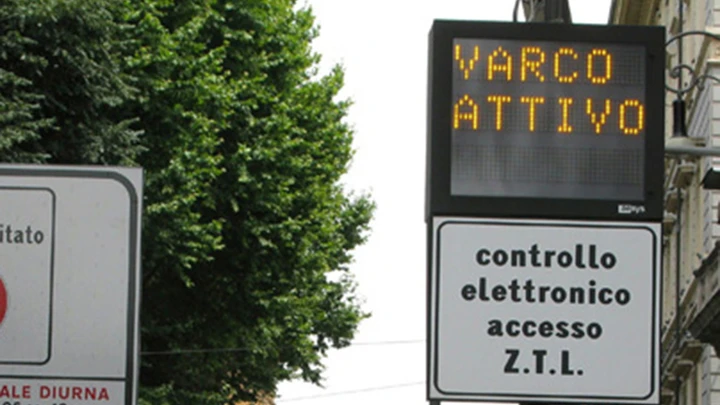 VARCO
ATTIVO
controllo
elettronico
accesso
Z.T.L.
itato
ALE DIURNA